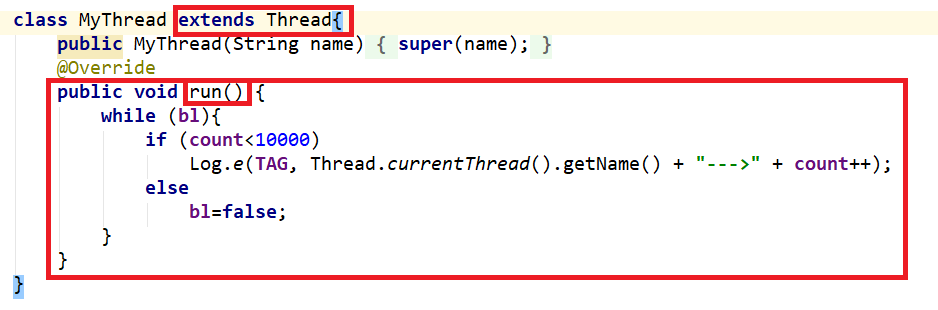 class MyThread extends Thread{
public MyThread(String name) { super(name); }
@Override
public void run() {
while (bl){
if (count<10000)
Log.e(TAG, Thread.currentThread().getName() + "--->" + count++);
else
bl=false;
}
}
}